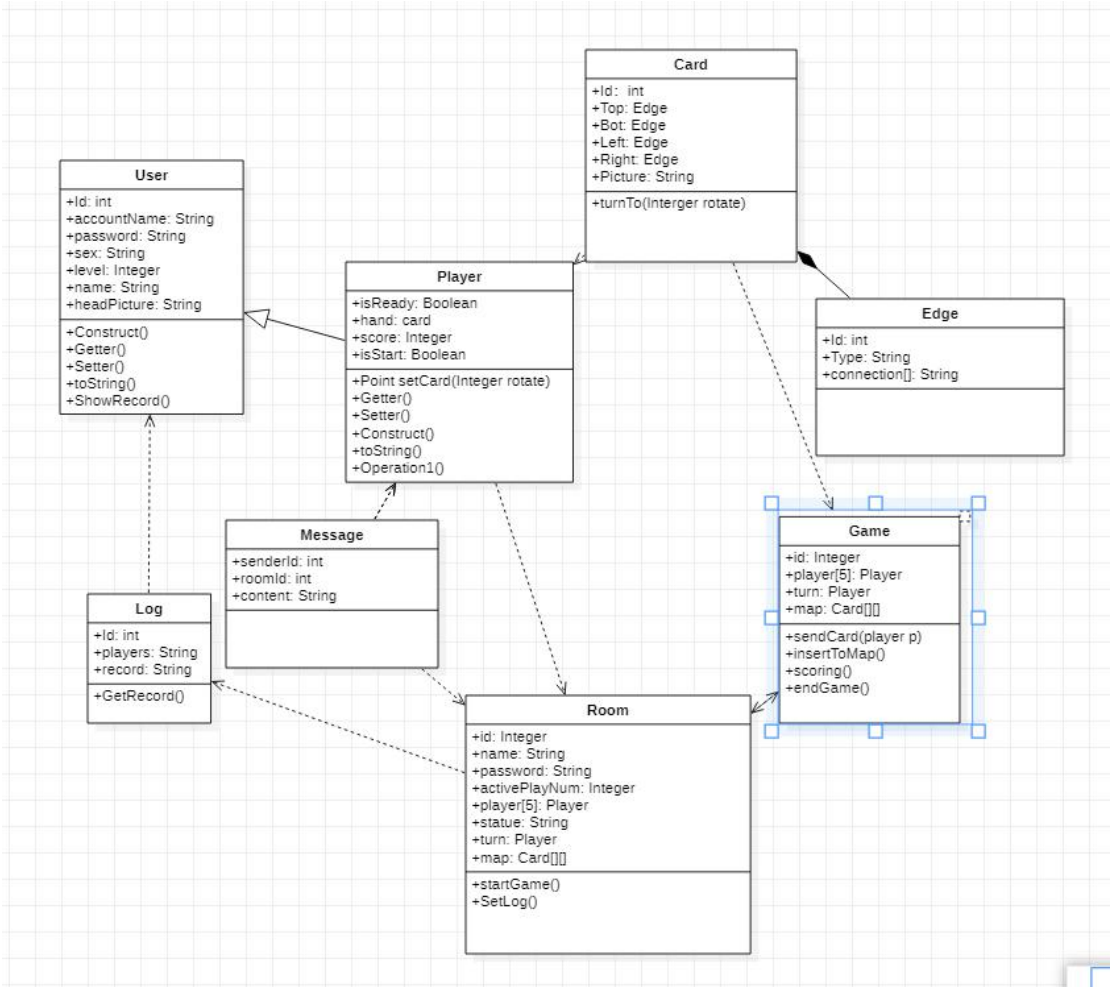 Card
+Id: int
+Top: Edge
+Bot: Edge
+Left: Edge
+Right: Edge
+Picture: String
+turnTo(Interger rotate)
User
+Id: int
+accountName: String
+password: String
+sex: String
+level: Integer
+name: String
+headPicture: String
+Construct()
+Getter()
+Setter()
+toString()
+ShowRecord()
Player
+isReady: Boolean
+hand: card
+score: Integer
+isStart: Boolean
+Point setCard(Integer rotate)
+Getter()
+Setter()
+Construct()
+toString()
+Operation1()
Edge
+Id: int
+Type: String
+connection[]: String
Message
+senderId: int
+roomId: int
+content: String
Game
+id: Integer
+player[5]: Player
+turn: Player
+map: Card[][]
+sendCard(player p)
+insertToMap()
+scoring()
+endGame()
Log
+Id: int
+players: String
+record: String
+GetRecord()
Room
+id: Integer
+name: String
+password: String
+activePlayNum: Integer
+player[5]: Player
+statue: String
+turn: Player
+map: Card[][]
+startGame()
+SetLog()